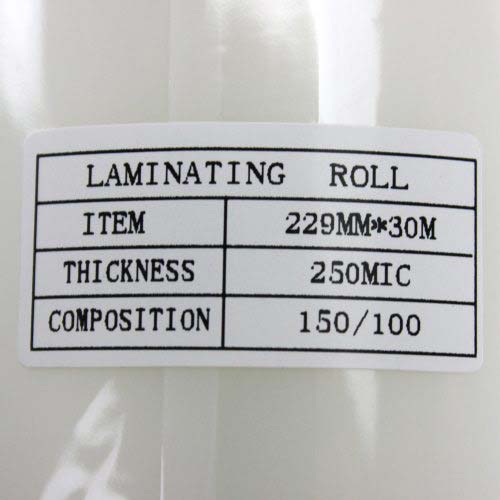 LAMINATING ROLL
ITEM 229MM*30M
THICKNESS 250MIC
COMPOSITION 150/100